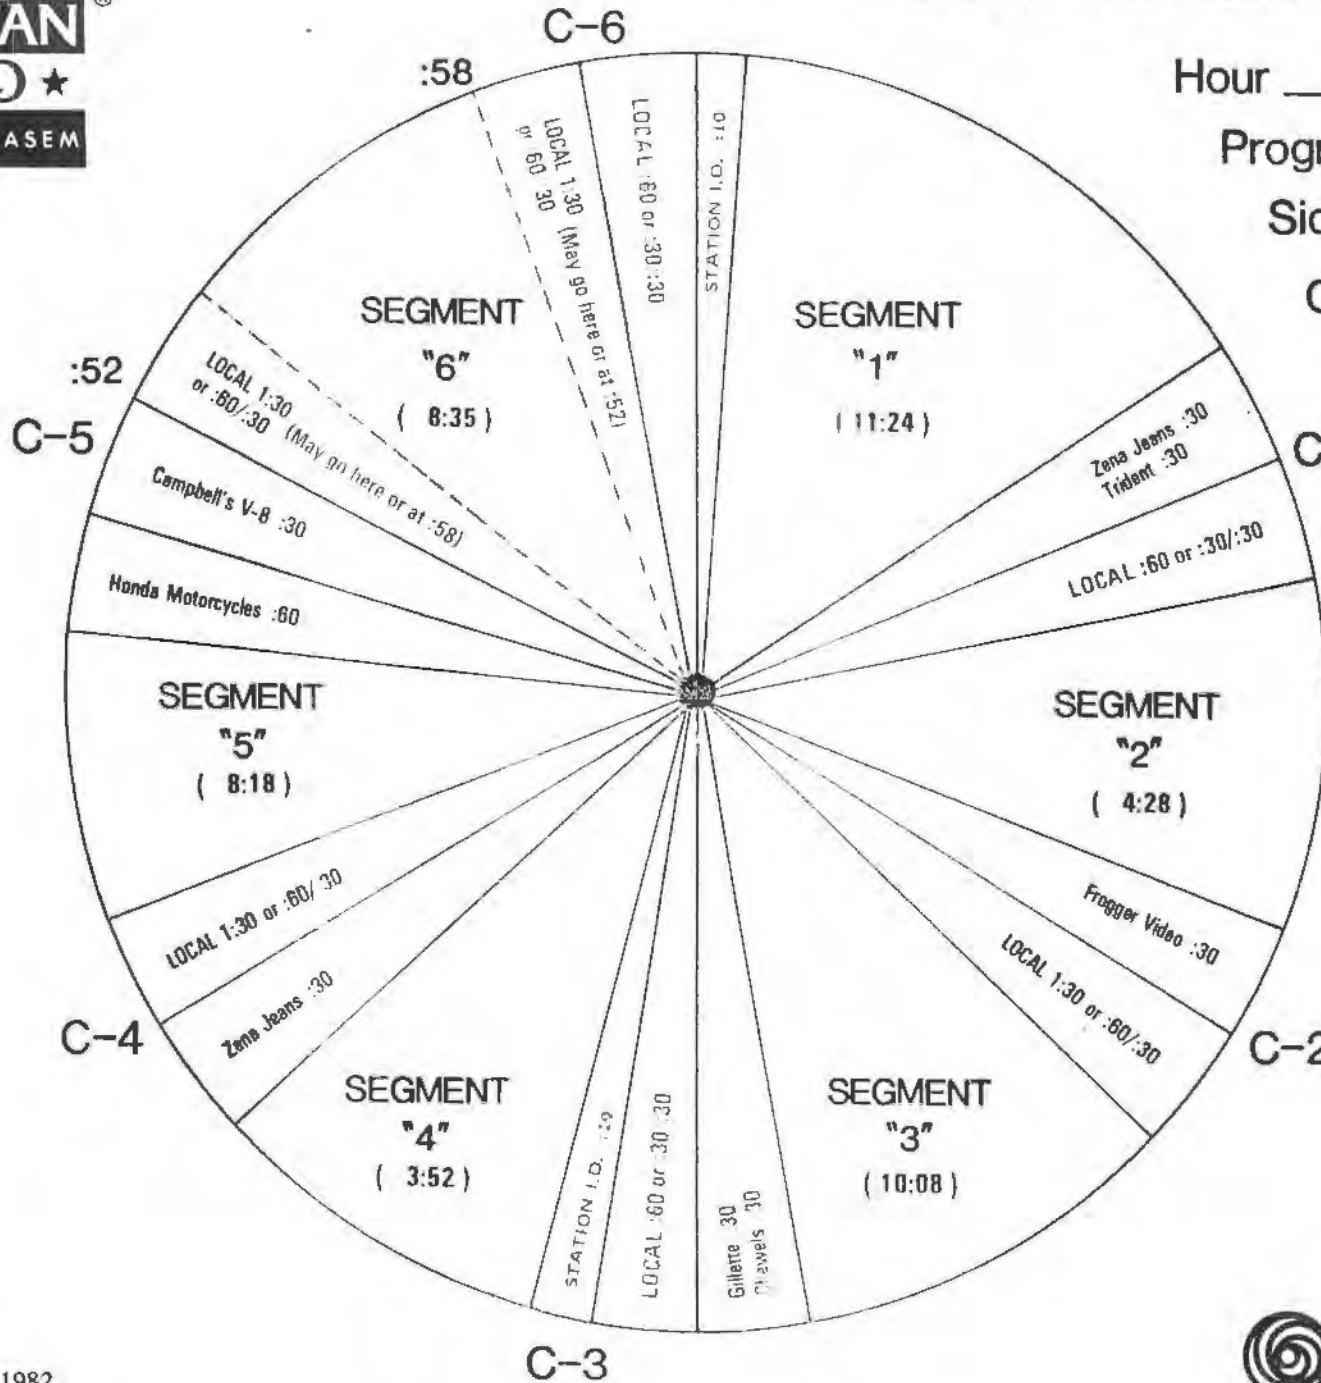 AN ®
★
ASEM
C-6
:58
Hour
LOCAL 1:30 (May go here or at :52)
or :60 30
LOCAL :60 or :30 :30
STATION I.D. :10
SEGMENT
"6"
( 8:35 )
SEGMENT
"1"
( 11:24 )
:52
C-5
LOCAL 1:30
or :60/:30 (May go here or at :58)
Campbell's V-8 :30
Honda Motorcycles :60
Zena Jeans :30
Trident :30
LOCAL :60 or :30/:30
SEGMENT
"5"
( 8:18 )
SEGMENT
"2"
( 4:28 )
LOCAL 1:30 or :60/ 30
Zena Jeans :30
C-4
Frogger Video :30
LOCAL 1:30 or :60/:30
C-2
SEGMENT
"4"
( 3:52 )
STATION I.D.
LOCAL :60 or :30 :30
Gillette 30
30
SEGMENT
"3"
( 10:08 )
C-3
1982